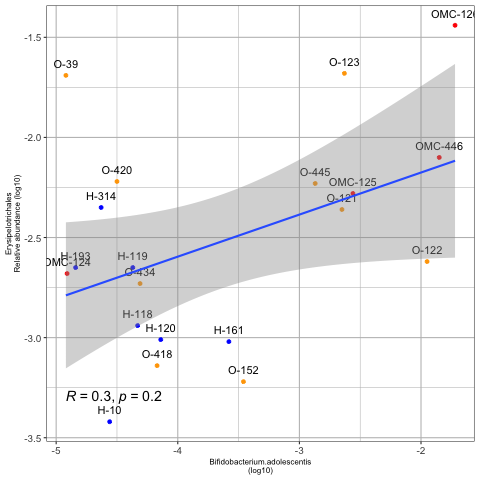 OMC-120
-1.5
O-39
O-123
-2.0
OMC-446
O-420
O-445
OMC-125
H-314
O-121
-2.5
H-193
H-119
O-122
OMC-124
O-434
H-118
H-120
H-161
-3.0
O-418
O-152
R = 0.3, p = 0.2
H-10
-3.5
-5
-4
-3
-2
Erysipelotrichales
Relative abundante (log10)
Bifidobacterium.adolescentis
(log10)